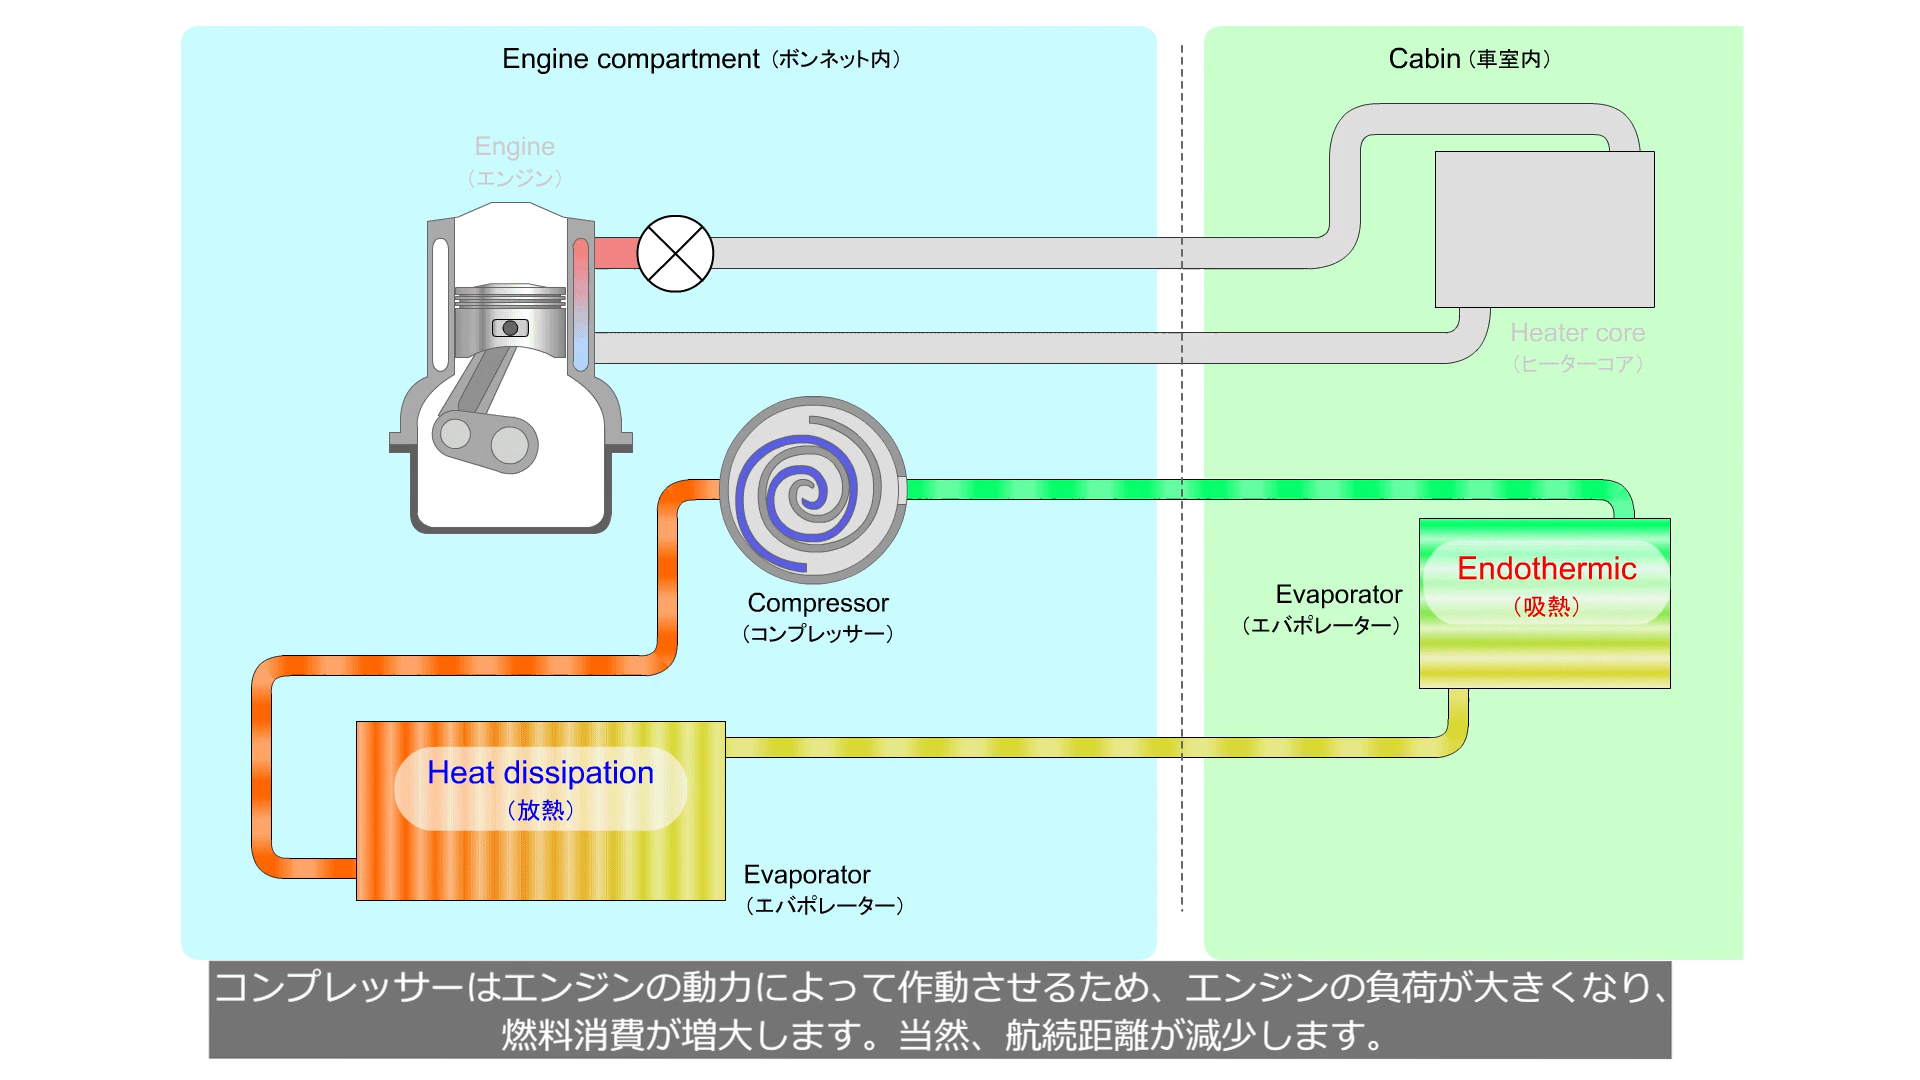 Engine compartment（ボンネット内）
Cabin（車室内）
Engine
（エンジン）
Heater core
（ヒーターコア）
Compressor
（コンプレッサー）
Endothermic
（吸熱）
Evaporator
（エバポレーター）
Heat dissipation
（放熱）
Evaporator
（エバポレーター）
コンプレッサーはエンジンの動力によって作動させるため、エンジンの負荷が大きくなり、
燃料消費が増大します。当然、航続距離が減少します。